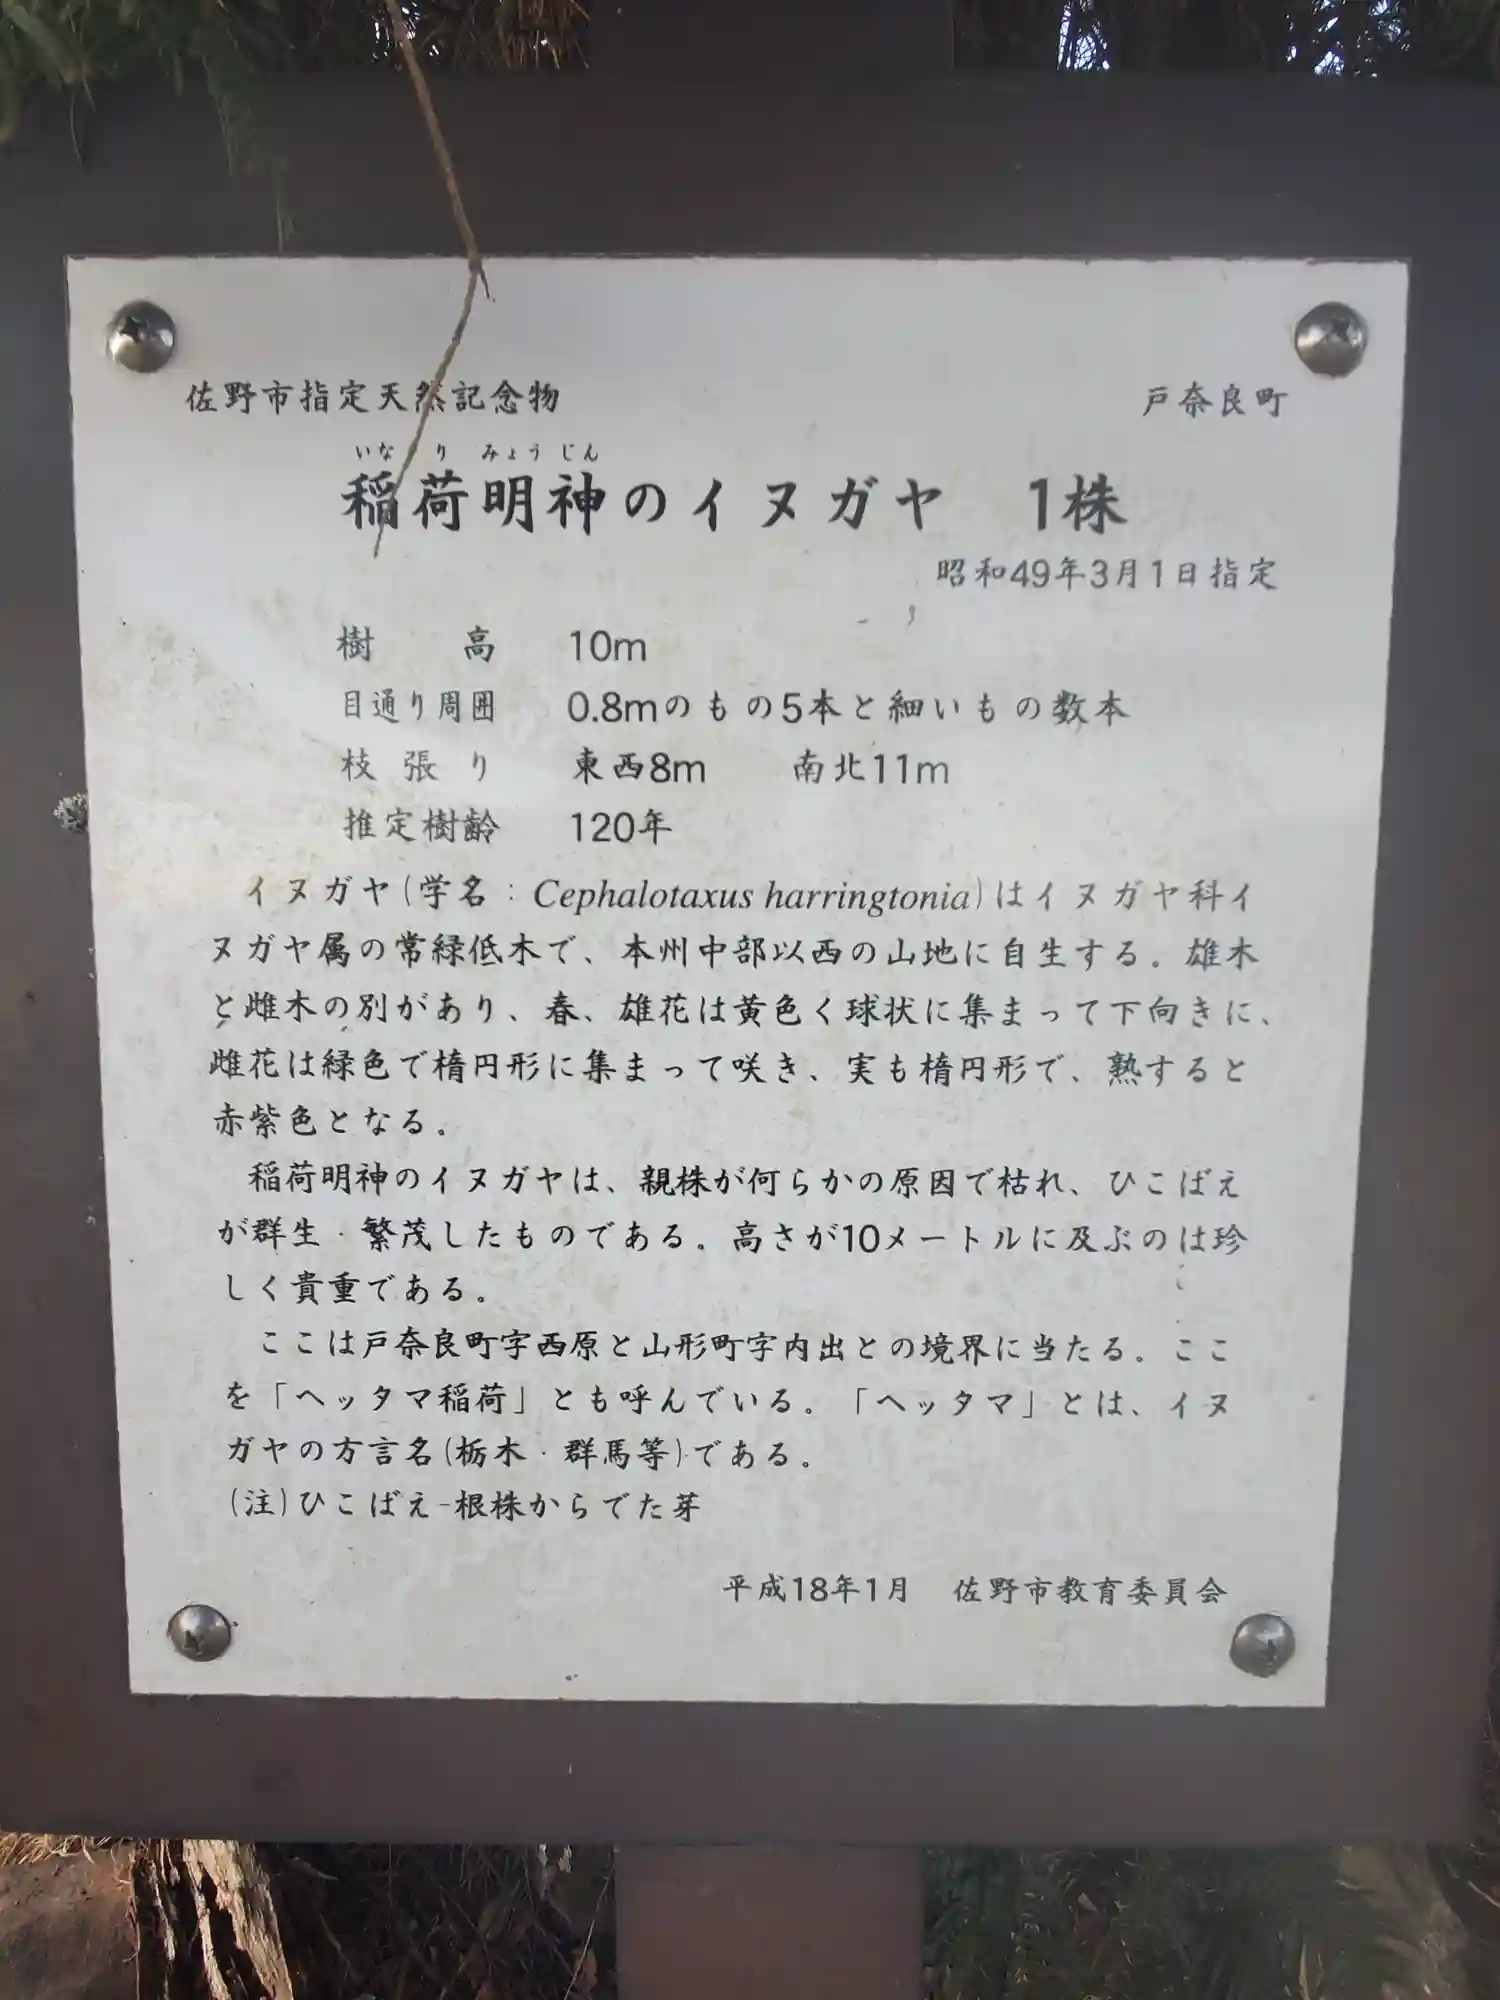 佐野市指定天然記念物 戸奈良町
いなり みょうじん
稲荷明神のイヌガヤ 1株
昭和49年3月1日指定
樹高 10m
目通り周囲 0.8mのもの5本と細いもの数本
枝張り 東西8m 南北11m
推定樹齢 120年
イヌガヤ(学名：Cephalotaxus harringtonia)はイヌガヤ科イ
ヌガヤ属の常緑低木で、本州中部以西の山地に自生する。雄木
と雌木の別があり、春、雄花は黄色く球状に集まって下向きに、
雌花は緑色で楕円形に集まって咲き、実も楕円形で、熟すると
赤紫色となる。
稲荷明神のイヌガヤは、親株が何らかの原因で枯れ、ひこばえ
が群生・繁茂したものである。高さが10メートルに及ぶのは珍
しく貴重である。
ここは戸奈良町字西原と山形町字内出との境界に当たる。ここ
を「ヘッタマ稲荷」とも呼んでいる。「ヘッタマ」とは、イヌ
ガヤの方言名(栃木・群馬等)である。
(注)ひこばえ-根株からでた芽
平成18年1月 佐野市教育委員会